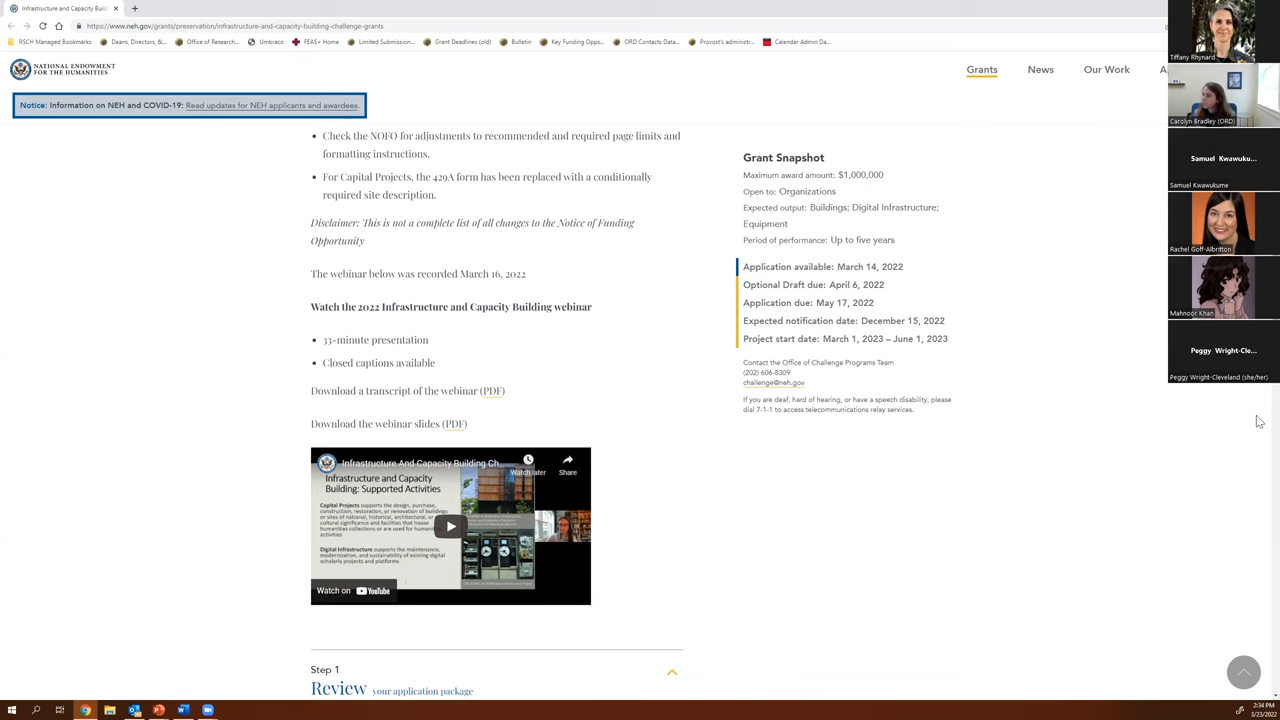 Infrastructure and Capacity Buil
https://www.neh.gov/grants/preservation/infrastructure-and-capacity-building-challenge-grants
RSCH Managed Bookmarks
Deans, Directors, &...
Office of Research...
Umbraco
FEAS+ Home
Limited Submission...
Grant Deadlines (old)
Bulletin
Key Funding Opps...
ORD Contacts Data...
Provost's administr...
Calendar Admin Da...
NATIONAL ENDOWMENT
FOR THE HUMANITIES
Grants
News
Our Work
Notice: Information on NEH and COVID-19: Read updates for NEH applicants and awardees.
Check the NOFO for adjustments to recommended and required page limits and
formatting instructions.
For Capital Projects, the 429A form has been replaced with a conditionally
required site description.
Disclaimer: This is not a complete list of all changes to the Notice of Funding
Opportunity
The webinar below was recorded March 16, 2022
Watch the 2022 Infrastructure and Capacity Building webinar
33-minute presentation
Closed captions available
Download a transcript of the webinar (PDF)
Download the webinar slides (PDF)
Infrastructure And Capacity Building Ch...
Watch later
Share
Infrastructure and Capacity
Building: Supported Activities
Capital Projects supports the design, purchase,
construction, restoration, or renovation of buildings
or sites of national, historical, architectural, or
cultural significance and facilities that house
humanities collections or are used for humanities
activities
Digital Infrastructure supports the maintenance,
modernization, and sustainability of existing digital
scholarly projects and platforms
Watch on YouTube
Step 1
Review your application package
Grant Snapshot
Maximum award amount: $1,000,000
Open to: Organizations
Expected output: Buildings; Digital Infrastructure;
Equipment
Period of performance: Up to five years
Application available: March 14, 2022
Optional Draft due: April 6, 2022
Application due: May 17, 2022
Expected notification date: December 15, 2022
Project start date: March 1, 2023 – June 1, 2023
Contact the Office of Challenge Programs Team
(202) 606-8309
challenge@neh.gov
If you are deaf, hard of hearing, or have a speech disability, please
dial 7-1-1 to access telecommunications relay services.
Tiffany Rhynard
Carolyn Bradley (ORD)
Samuel Kwawuku...
Samuel Kwawukume
Rachel Goff-Albritton
Mahnoor Khan
Peggy Wright-Cle...
Peggy Wright-Cleveland (she/her)
2:34 PM
3/23/2022